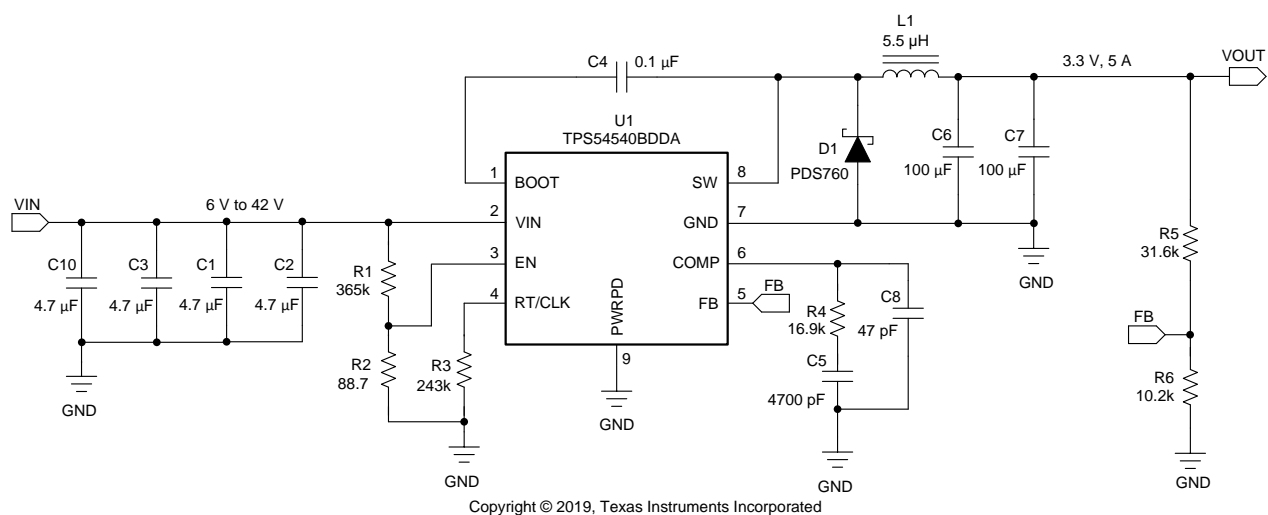 L1
5.5 µH
VOUT
3.3 V, 5 A
C4
0.1 µF
U1
TPS54540BDDA
D1
PDS760
C6
100 µF
C7
100 µF
1
BOOT
SW
8
VIN
6 V to 42 V
2
VIN
GND
7
3
EN
COMP
6
4
RT/CLK
FB
5
FB
PWRPD
9
GND
C10
4.7 µF
C3
4.7 µF
C1
4.7 µF
C2
4.7 µF
GND
R1
365k
R2
88.7
R3
243k
GND
R4
16.9k
C8
47 pF
C5
4700 pF
GND
GND
R5
31.6k
FB
R6
10.2k
GND
Copyright © 2019, Texas Instruments Incorporated